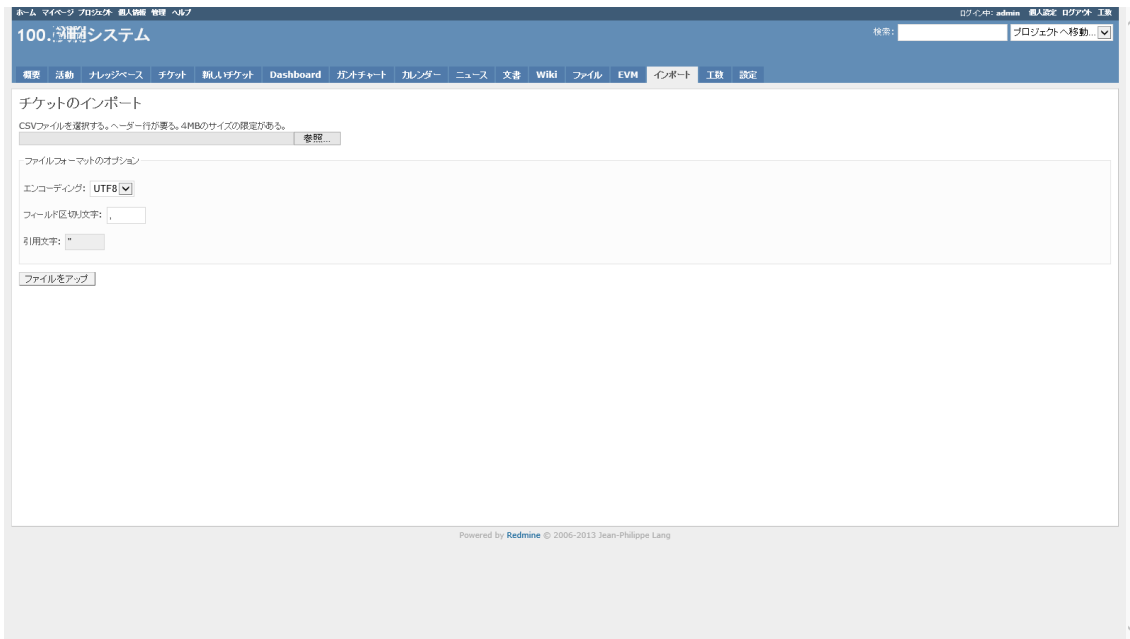 ホーム マイページ プロジェクト 個人情報 管理 ヘルプ
ログイン中: admin 個人設定 ログアウト 工数
100. システム
検索: プロジェクトへ移動...
概要 活動 ナレッジベース チケット 新しいチケット Dashboard ガントチャート カレンダー ニュース 文書 Wiki ファイル EVM インポート 工数 設定
チケットのインポート
CSVファイルを選択する。ヘーダー行が要る。4MBのサイズの限定がある。
参照...
ファイルフォーマットのオプション
エンコーディング: UTF8
フィールド区切り文字: ,
引用文字: "
ファイルをアップ
Powered by Redmine © 2006-2013 Jean-Philippe Lang